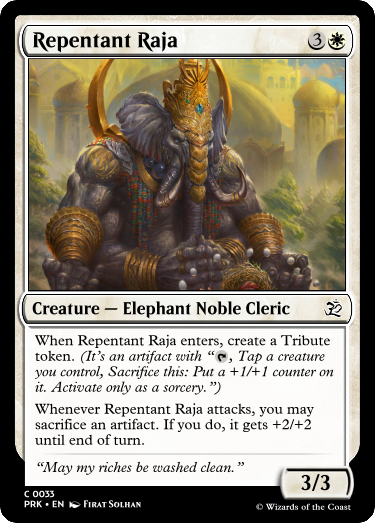 Repentant Raja 3
Creature — Elephant Noble Cleric
When Repentant Raja enters, create a Tribute
token. (It's an artifact with “, Tap a creature
you control, Sacrifice this: Put a +1/+1 counter on
it. Activate only as a sorcery.”)
Whenever Repentant Raja attacks, you may
sacrifice an artifact. If you do, it gets +2/+2
until end of turn.
“May my riches be washed clean.”
3/3
C 0033
PRK • EN Firat Solhan
© Wizards of the Coast